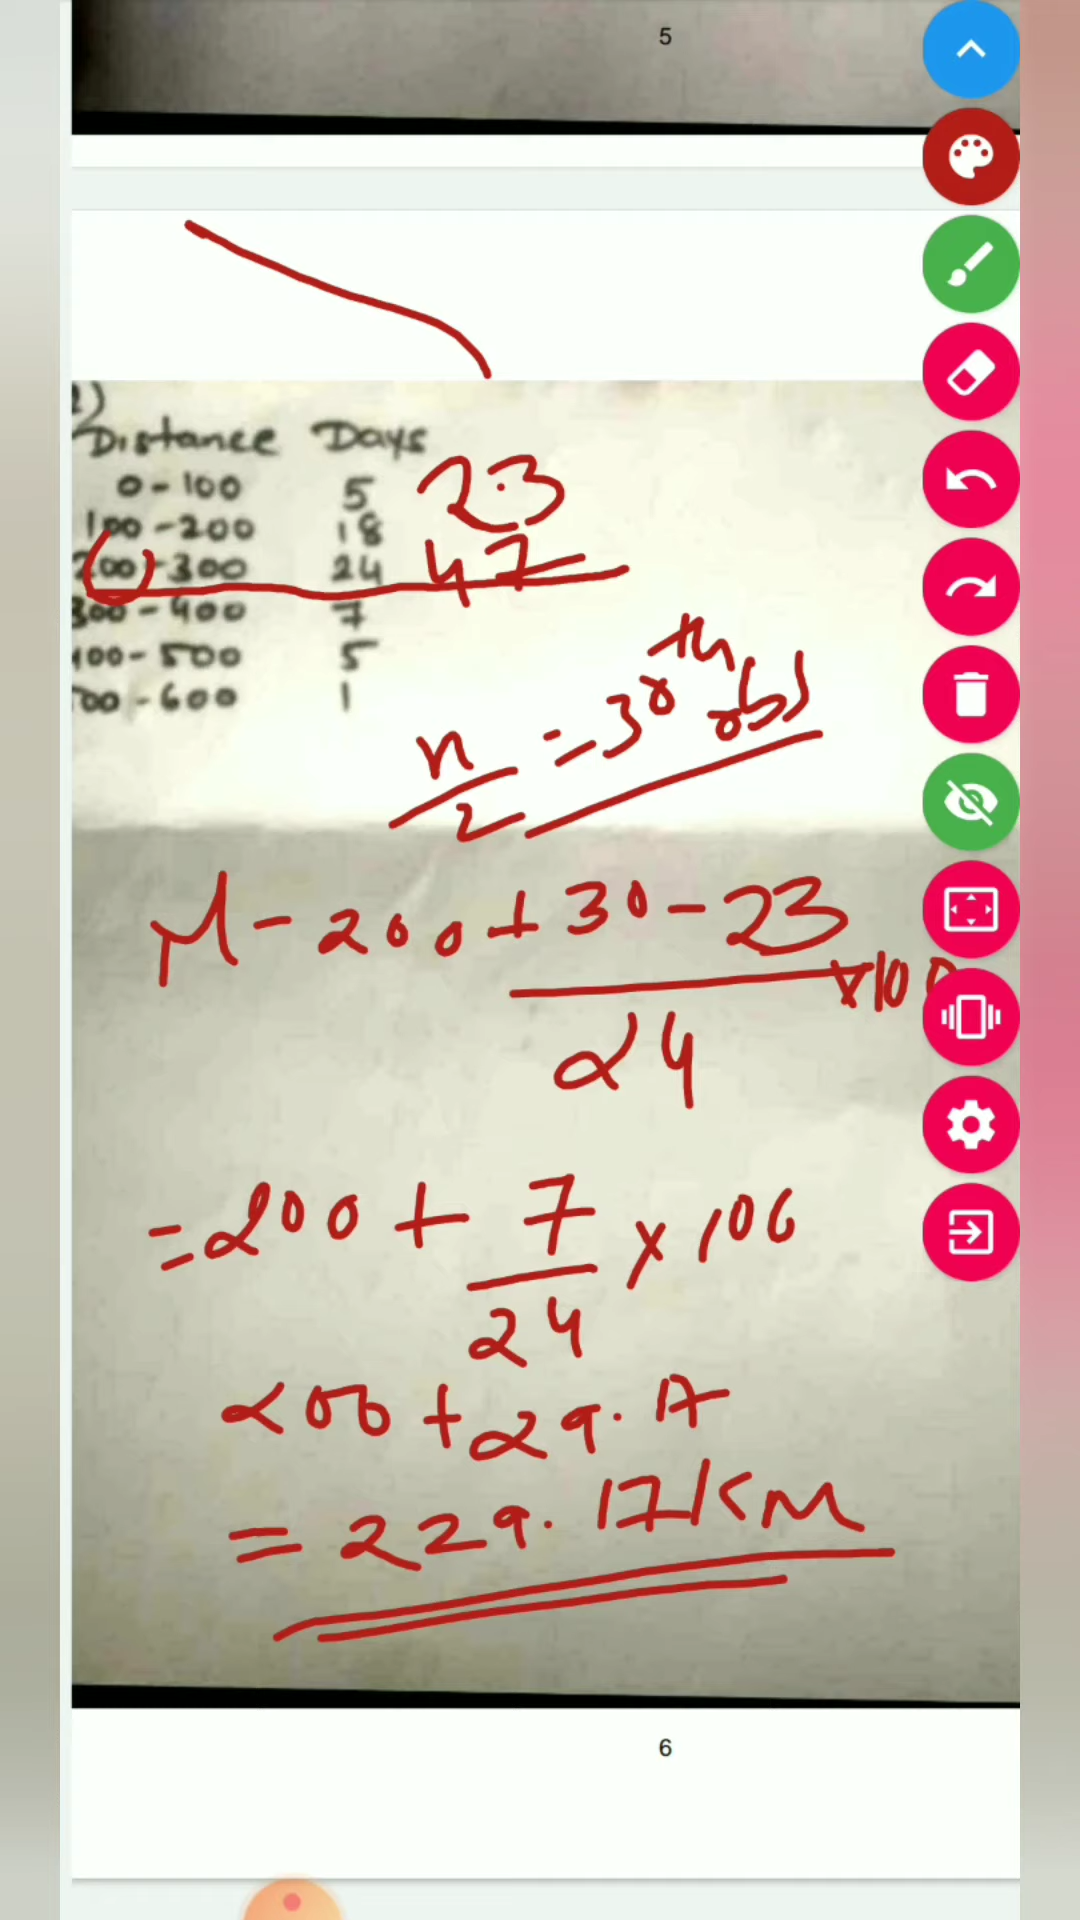 5
2)
Distance Days
0-100 5
100-200 18 23
200-300 24 47
300-400 7
400-500 5
500-600 1
n/2 = 30th obs
M - 200 + 30-23/24 x100
= 200 + 7/24 x 100
200 + 29.17
= 229.17KM
6